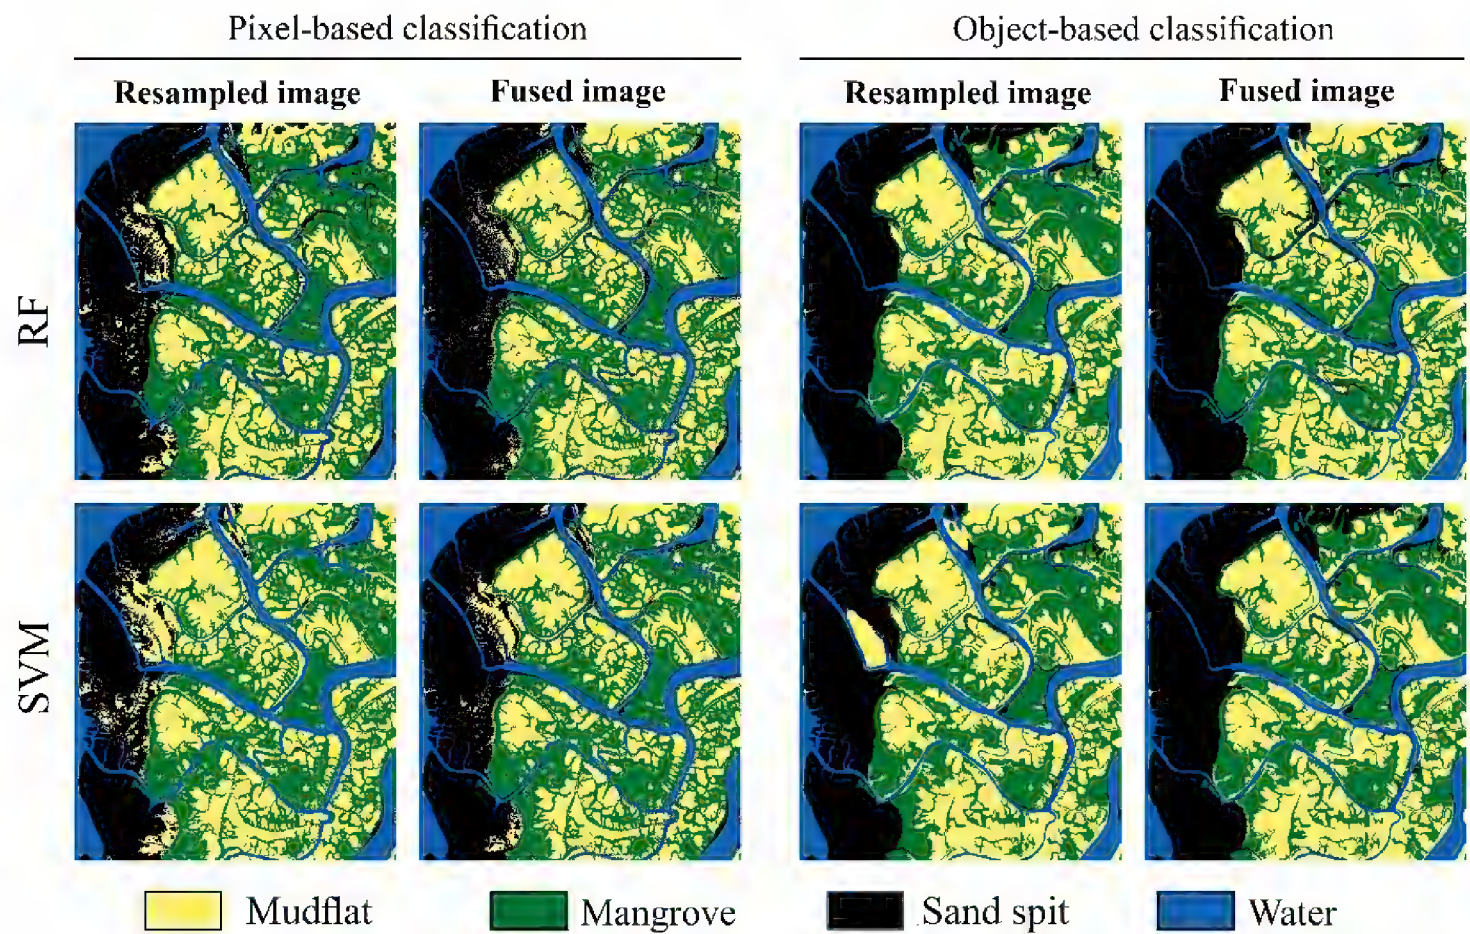 Pixel-based classification
Object-based classification
Resampled image
Fused image
Resampled image
Fused image
RF
SVM
Mudflat
Mangrove
Sand spit
Water